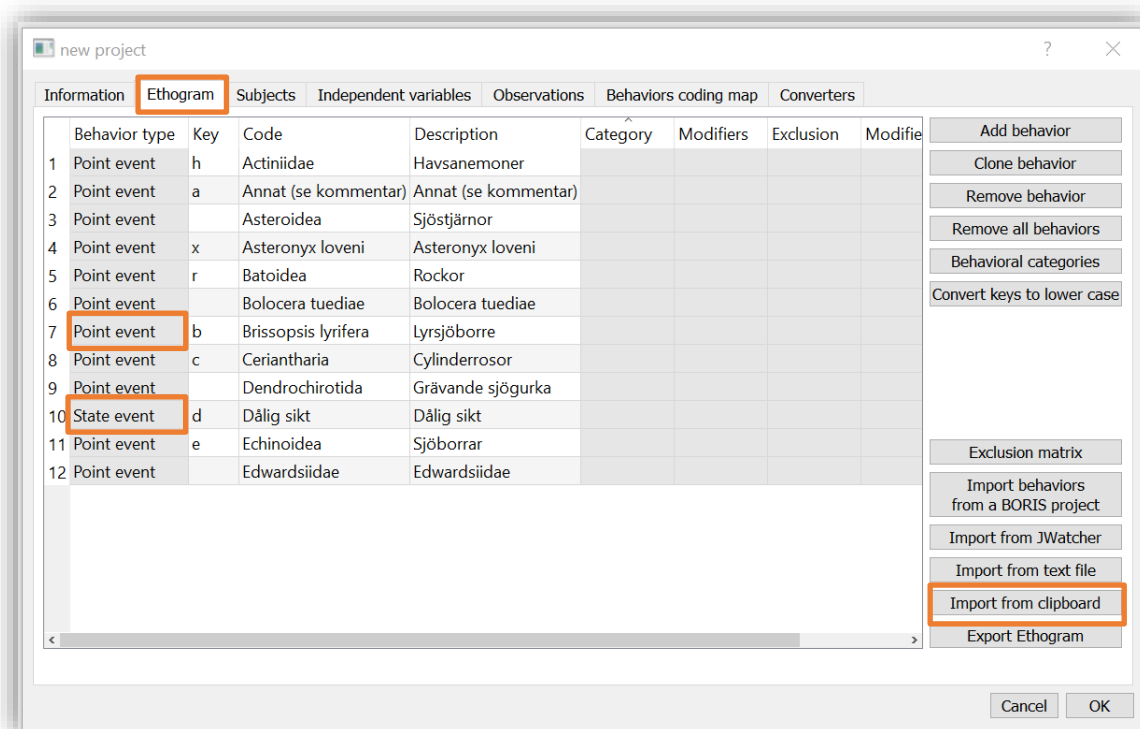 new project ?
Information Ethogram Subjects Independent variables Observations Behaviors coding map Converters
Behavior type Key Code Description Category Modifiers Exclusion Modifie
1 Point event h Actiniidae Havsanemoner
2 Point event a Annat (se kommentar) Annat (se kommentar)
3 Point event Asteroidea Sjöstjärnor
4 Point event x Asteronyx loveni Asteronyx loveni
5 Point event r Batoidea Rockor
6 Point event Bolocera tuediae Bolocera tuediae
7 Point event b Brissopsis lyrifera Lyrsjöborre
8 Point event c Ceriantharia Cylinderrosor
9 Point event Dendrochirotida Grävande sjögurka
10 State event d Dålig sikt Dålig sikt
11 Point event e Echinoidea Sjöborrar
12 Point event Edwardsiidae Edwardsiidae
Add behavior
Clone behavior
Remove behavior
Remove all behaviors
Behavioral categories
Convert keys to lower case
Exclusion matrix
Import behaviors
from a BORIS project
Import from JWatcher
Import from text file
Import from clipboard
Export Ethogram
Cancel OK